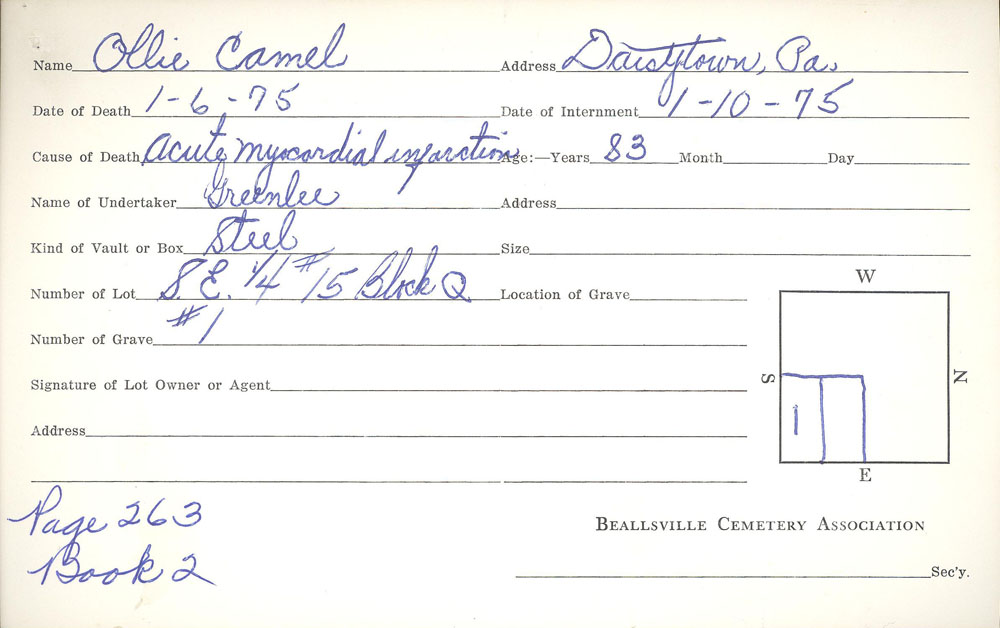 Name Ollie Camel Address Daisytown, Pa.
Date of Death 1-6-75 Date of Internment 1-10-75
Cause of Death Acute myocardial infarction Age:—Years 83 Month Day
Name of Undertaker Greenlee Address
Kind of Vault or Box Steel Size
Number of Lot S.E. 1/4 #15 Block Q Location of Grave
Number of Grave #1
Signature of Lot Owner or Agent
Address
W
S N
1
E
Page 263
Book 2
BEALLSVILLE CEMETERY ASSOCIATION
Sec'y.